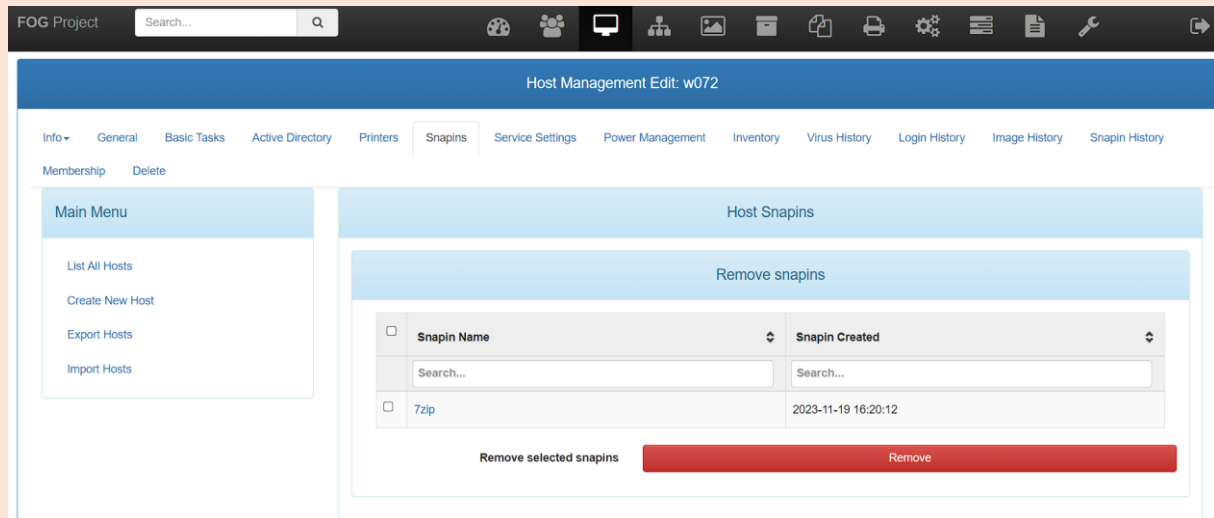 FOG Project Search...
Host Management Edit: w072
Info General Basic Tasks Active Directory Printers Snapins Service Settings Power Management Inventory Virus History Login History Image History Snapin History
Membership Delete
Main Menu
List All Hosts
Create New Host
Export Hosts
Import Hosts
Host Snapins
Remove snapins
Snapin Name Snapin Created
Search... Search...
7zip 2023-11-19 16:20:12
Remove selected snapins Remove